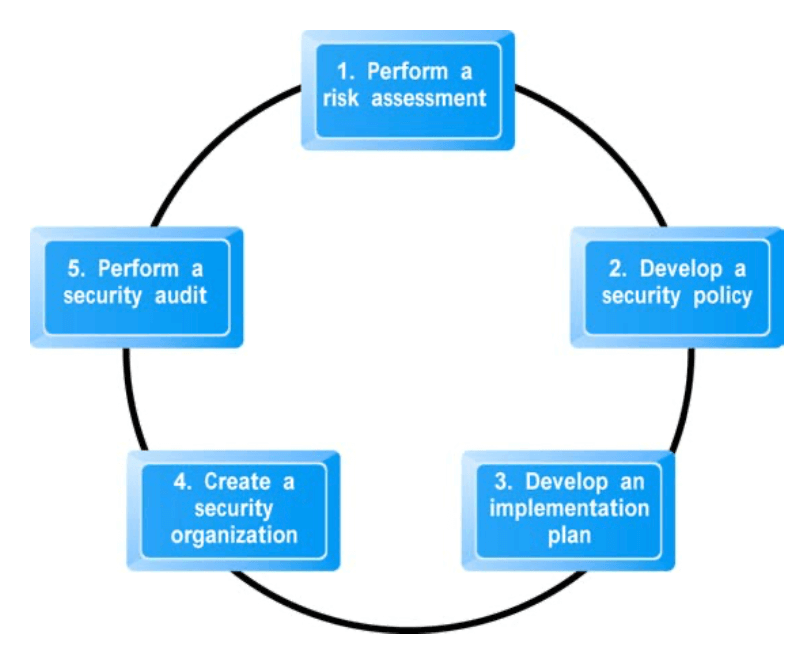 1. Perform a
risk assessment
2. Develop a
security policy
3. Develop an
implementation
plan
4. Create a
security
organization
5. Perform a
security audit